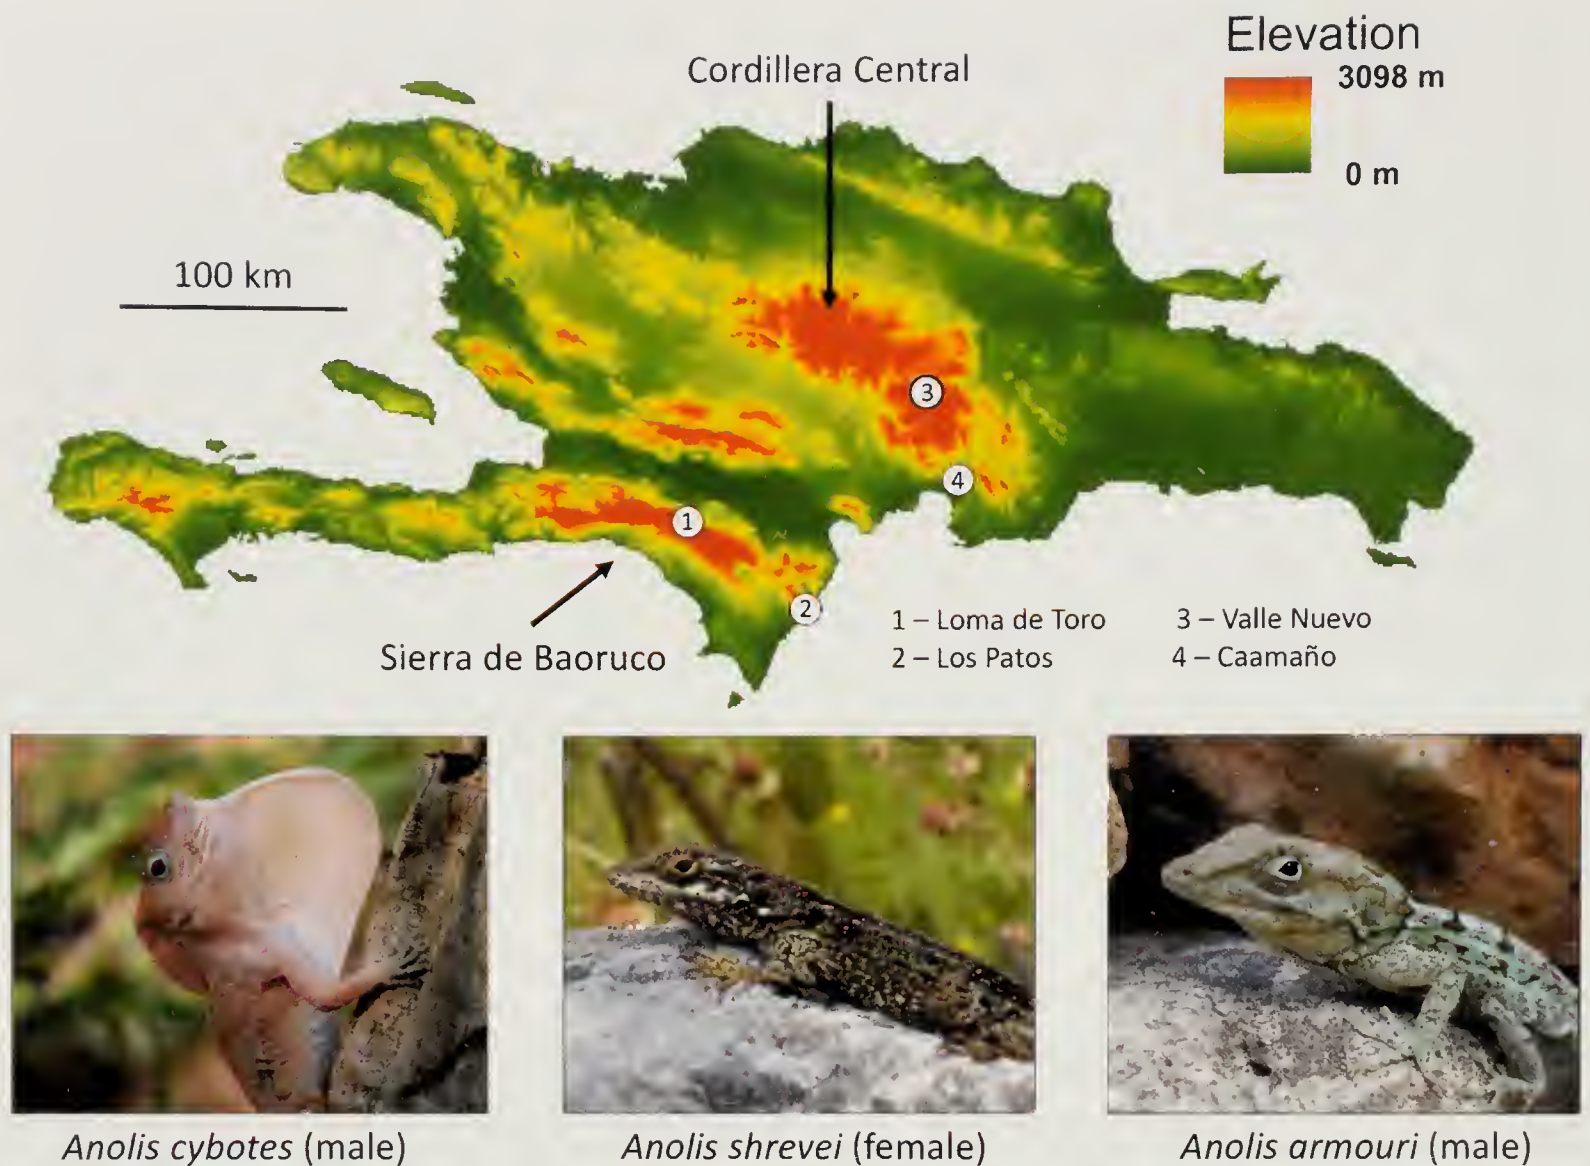 Elevation
3098 m
0 m
Cordillera Central
100 km
3
4
1
2
Sierra de Baoruco
1 – Loma de Toro
3 – Valle Nuevo
2 – Los Patos
4 – Caamaño
Anolis cybotes (male)
Anolis shrevei (female)
Anolis armouri (male)